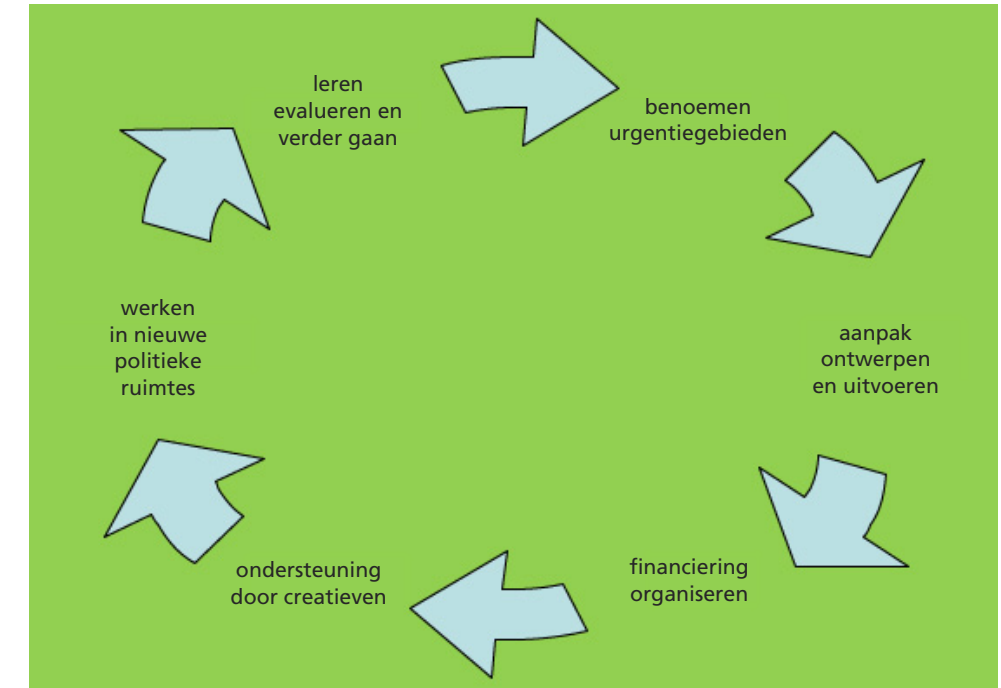 leren
evalueren en
verder gaan
benoemen
urgentiegebieden
aanpak
ontwerpen
en uitvoeren
financiering
organiseren
ondersteuning
door creatieven
werken
in nieuwe
politieke
ruimtes